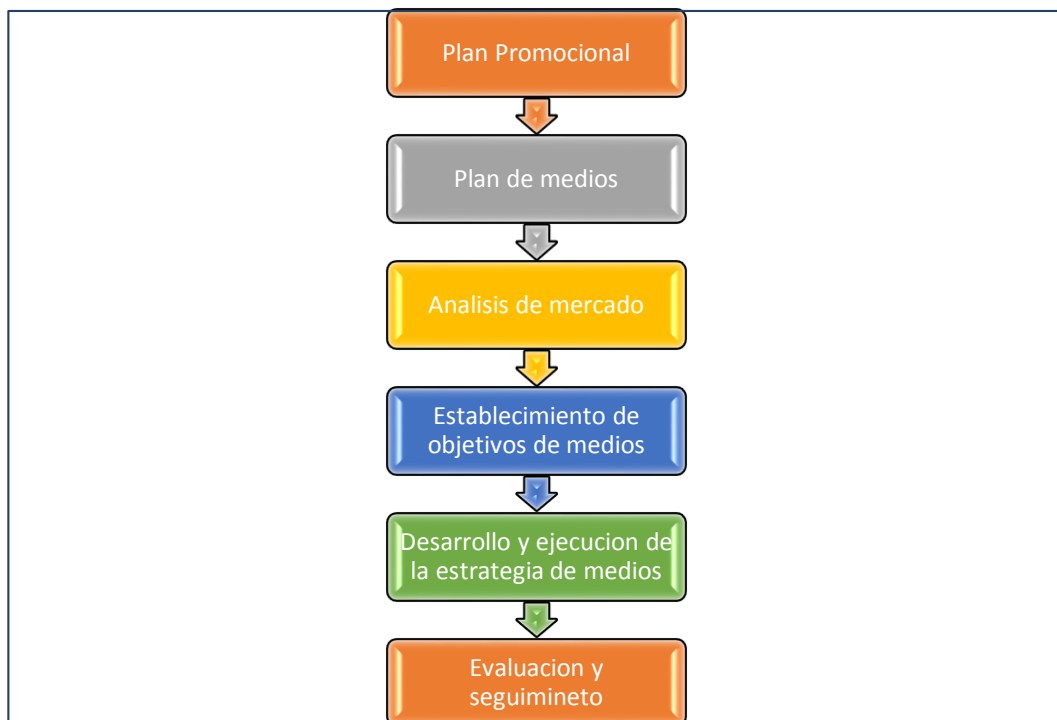 Plan Promocional
Plan de medios
Analisis de mercado
Establecimiento de
objetivos de medios
Desarrollo y ejecucion de
la estrategia de medios
Evaluacion y
seguimineto